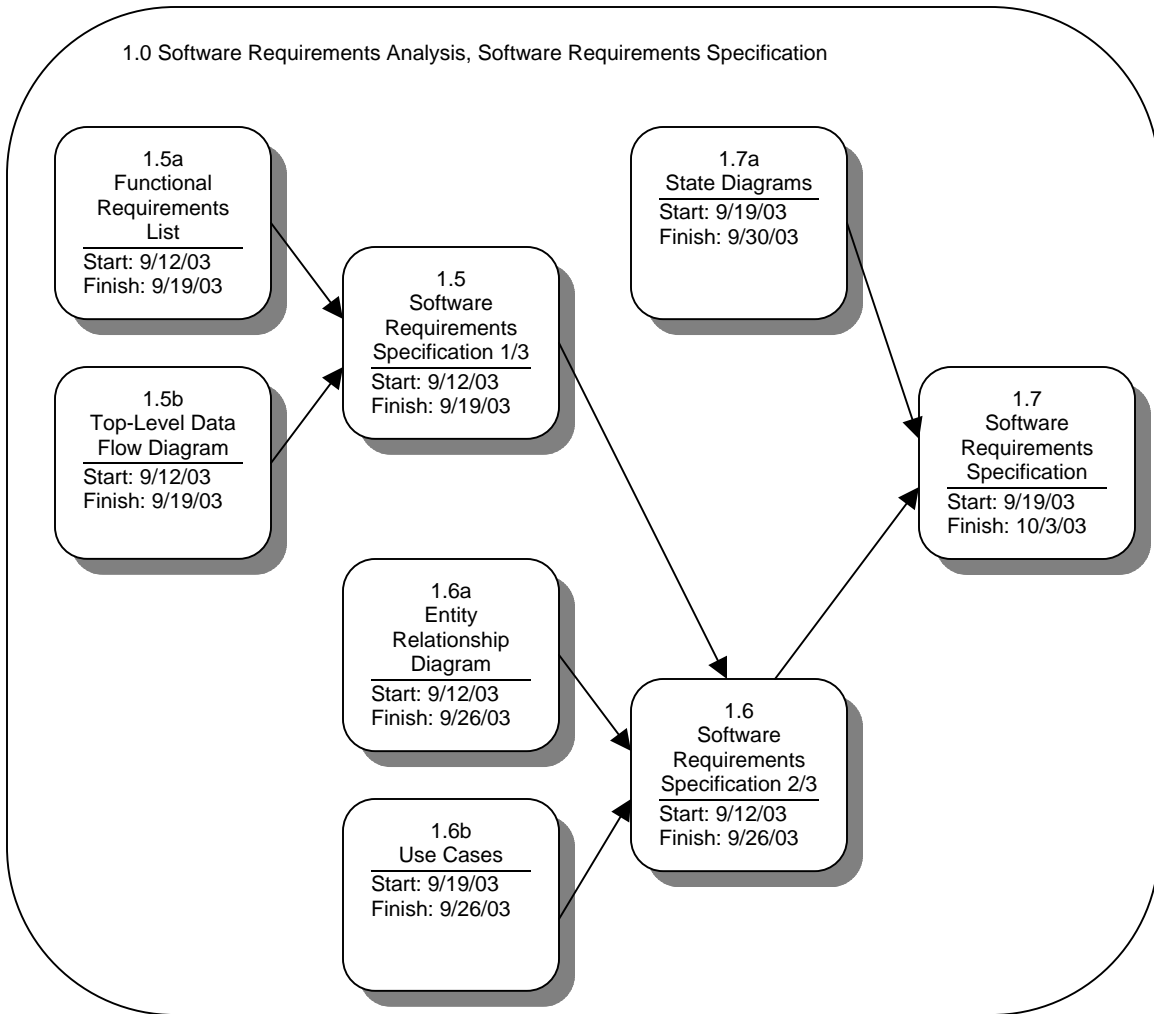 1.0 Software Requirements Analysis, Software Requirements Specification
1.5a
Functional
Requirements
List
Start: 9/12/03
Finish: 9/19/03
1.5b
Top-Level Data
Flow Diagram
Start: 9/12/03
Finish: 9/19/03
1.5
Software
Requirements
Specification 1/3
Start: 9/12/03
Finish: 9/19/03
1.6a
Entity
Relationship
Diagram
Start: 9/12/03
Finish: 9/26/03
1.6b
Use Cases
Start: 9/19/03
Finish: 9/26/03
1.7a
State Diagrams
Start: 9/19/03
Finish: 9/30/03
1.6
Software
Requirements
Specification 2/3
Start: 9/12/03
Finish: 9/26/03
1.7
Software
Requirements
Specification
Start: 9/19/03
Finish: 10/3/03